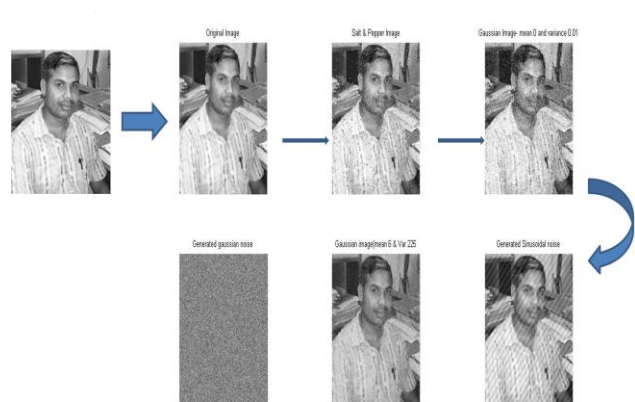 Original Image
Salt & Pepper Image
Gaussian Image- mean 0 and variance 0.01
Generated gaussian noise
Gaussian image(mean 5 & Var 225
Generated Sinusoidal noise